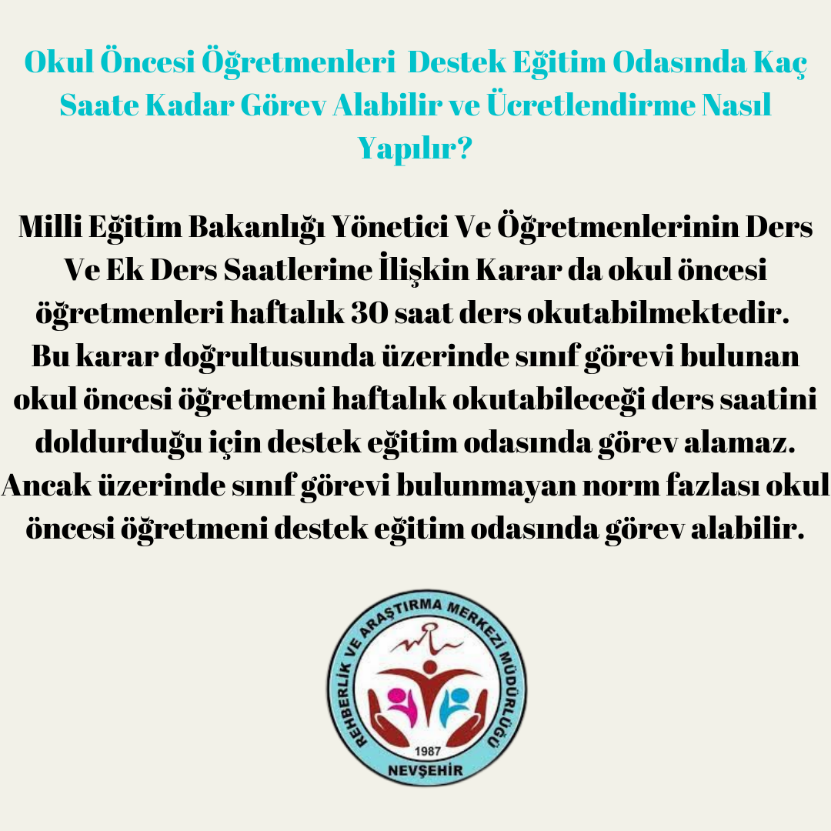 Okul Öncesi Öğretmenleri Destek Eğitim Odasında Kaç
Saate Kadar Görev Alabilir ve Ücretlendirme Nasıl
Yapılır?
Milli Eğitim Bakanlığı Yönetici Ve Öğretmenlerinin Ders
Ve Ek Ders Saatlerine İlişkin Karar da okul öncesi
öğretmenleri haftalık 30 saat ders okutabilmektedir.
Bu karar doğrultusunda üzerinde sınıf görevi bulunan
okul öncesi öğretmeni haftalık okutabileceği ders saatini
doldurduğu için destek eğitim odasında görev alamaz.
Ancak üzerinde sınıf görevi bulunmayan norm fazlası okul
öncesi öğretmeni destek eğitim odasında görev alabilir.
REHBERLİK VE ARAŞTIRMA MERKEZİ MÜDÜRLÜĞÜ
1987
NEVŞEHİR